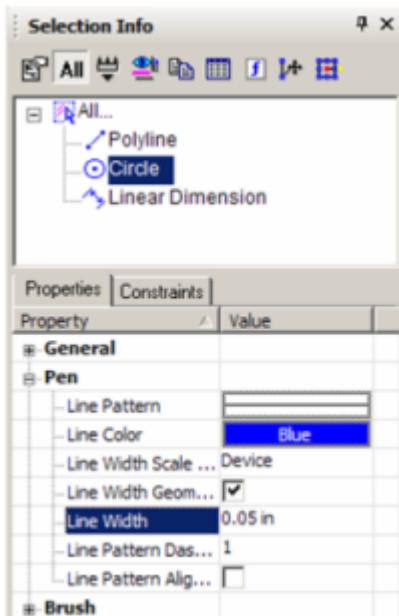 Selection Info
All
All...
Polyline
Circle
Linear Dimension
Properties Constraints
Property Value
General
Pen
Line Pattern
Line Color Blue
Line Width Scale ... Device
Line Width Geom...
Line Width 0.05 in
Line Pattern Das... 1
Line Pattern Alig...
Brush